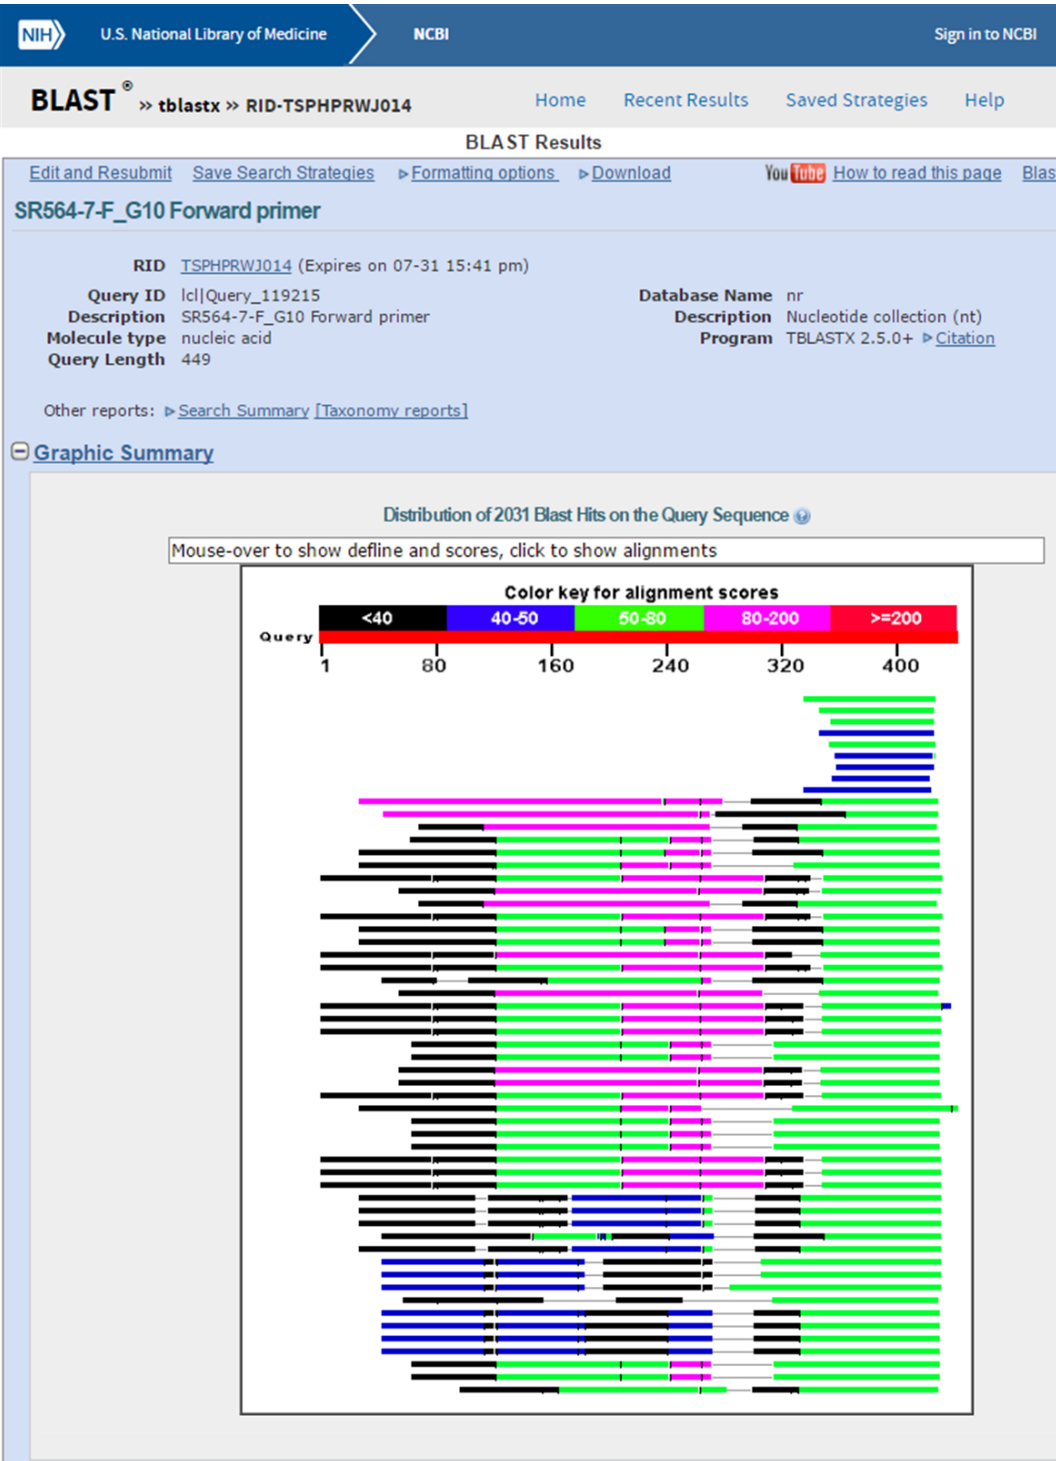 NIH U.S. National Library of Medicine NCBI Sign in to NCBI
BLAST ® » tblastx » RID-TSPHPRWJ014 Home Recent Results Saved Strategies Help
BLAST Results
Edit and Resubmit Save Search Strategies Formatting options Download YouTube How to read this page Blas
SR564-7-F_G10 Forward primer
RID TSPHPRWJ014 (Expires on 07-31 15:41 pm)
Query ID lcl|Query_119215 Database Name nr
Description SR564-7-F_G10 Forward primer Description Nucleotide collection (nt)
Molecule type nucleic acid Program TBLASTX 2.5.0+ Citation
Query Length 449
Other reports: Search Summary [Taxonomy reports]
Graphic Summary
Distribution of 2031 Blast Hits on the Query Sequence ?
Mouse-over to show defline and scores, click to show alignments
Color key for alignment scores
<40 40-50 50-80 80-200 >=200
Query
1 80 160 240 320 400